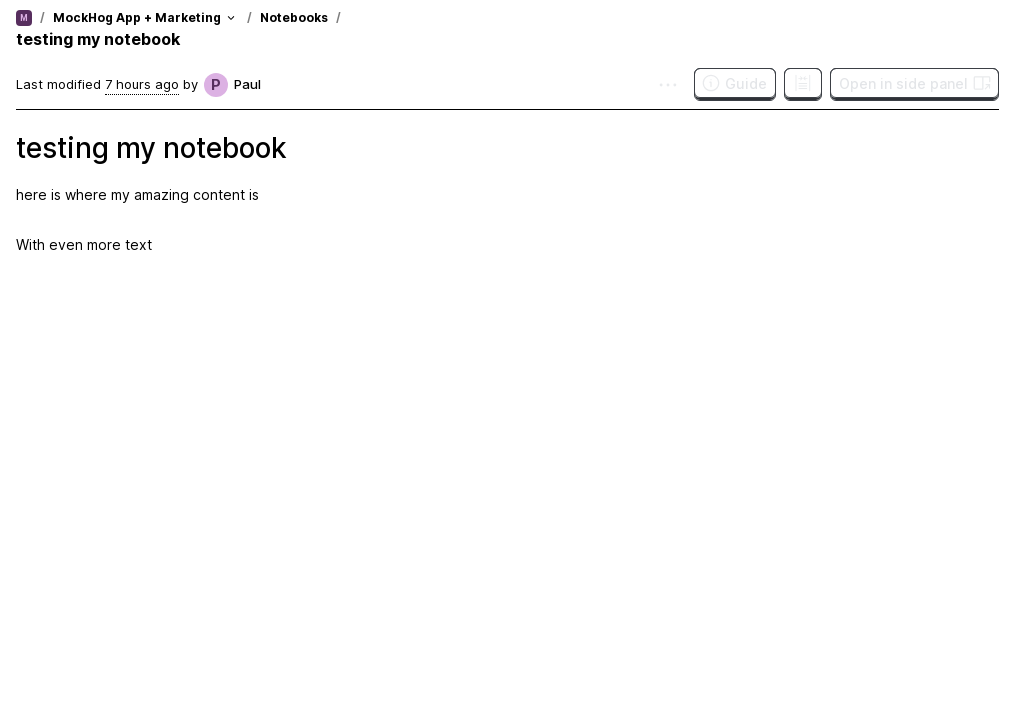 M / MockHog App + Marketing / Notebooks /
testing my notebook
Last modified 7 hours ago by P Paul
Guide
Open in side panel
testing my notebook
here is where my amazing content is
With even more text